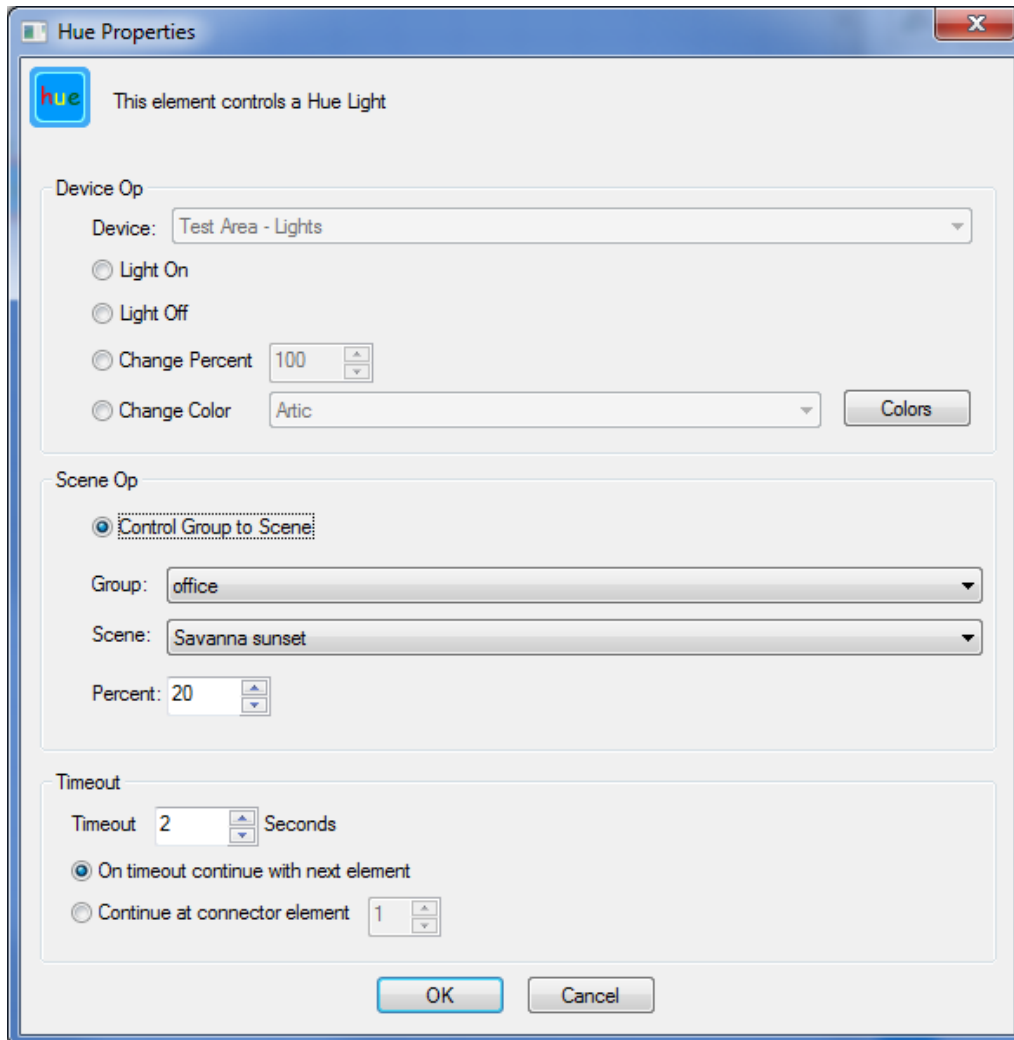 Hue Properties
hue
This element controls a Hue Light
Device Op
Device: Test Area - Lights
Light On
Light Off
Change Percent 100
Change Color Artic Colors
Scene Op
Control Group to Scene
Group: office
Scene: Savanna sunset
Percent: 20
Timeout
Timeout 2 Seconds
On timeout continue with next element
Continue at connector element 1
OK Cancel